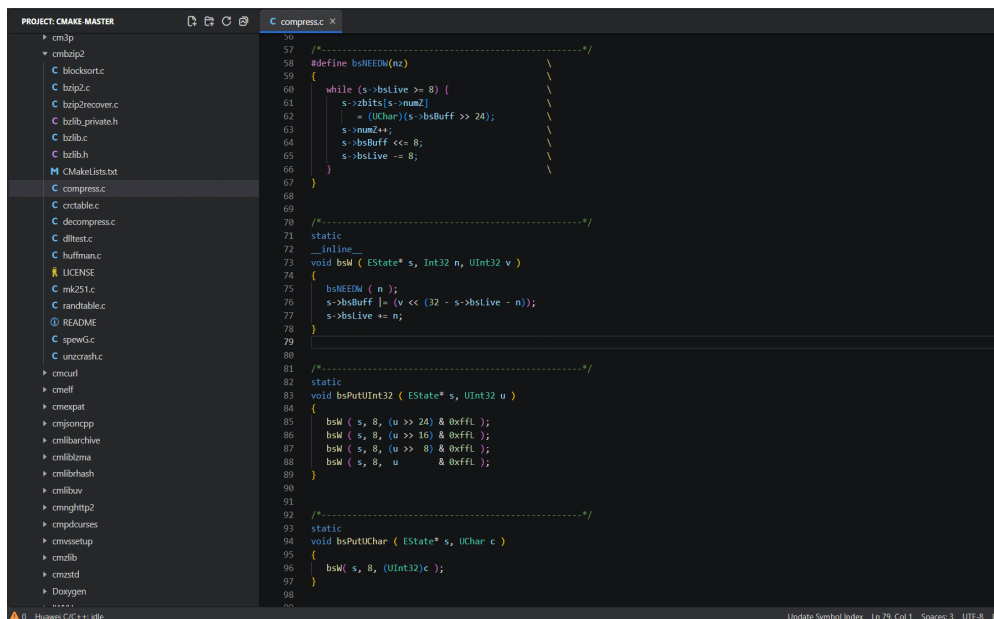 PROJECT: CMAKE-MASTER
cm3p
cmbzip2
C blocksort.c
C bzip2.c
C bzip2recover.c
C bzlib_private.h
C bzlib.c
C bzlib.h
M CMakeLists.txt
C compress.c
C crctable.c
C decompress.c
C dlltest.c
C huffman.c
LICENSE
C mk251.c
C randtable.c
README
C spewG.c
C unzcrash.c
cmcurl
cmelf
cmexpat
cmjsoncpp
cmlibarchive
cmliblzma
cmlibrhash
cmlibuv
cmnghttp2
cmpdcurses
cmvssetup
cmzlib
cmzstd
Doxygen
C compress.c ×
56
57 /*---------------------------------------------------*/
58 #define bsNEEDW(nz) \
59 { \
60 while (s->bsLive >= 8) { \
61 s->zbits[s->numZ] \
62 = (UChar)(s->bsBuff >> 24); \
63 s->numZ++; \
64 s->bsBuff <<= 8; \
65 s->bsLive -= 8; \
66 } \
67 }
68
69
70 /*---------------------------------------------------*/
71 static
72 __inline__
73 void bsW ( EState* s, Int32 n, UInt32 v )
74 {
75 bsNEEDW ( n );
76 s->bsBuff |= (v << (32 - s->bsLive - n));
77 s->bsLive += n;
78 }
79
80
81 /*---------------------------------------------------*/
82 static
83 void bsPutUInt32 ( EState* s, UInt32 u )
84 {
85 bsW ( s, 8, (u >> 24) & 0xffL );
86 bsW ( s, 8, (u >> 16) & 0xffL );
87 bsW ( s, 8, (u >> 8) & 0xffL );
88 bsW ( s, 8, u & 0xffL );
89 }
90
91
92 /*---------------------------------------------------*/
93 static
94 void bsPutUChar ( EState* s, UChar c )
95 {
96 bsW( s, 8, (UInt32)c );
97 }
98
0 Huawei C/C++: idle
Update Symbol Index Ln 79, Col 1 Spaces: 3 UTF-8